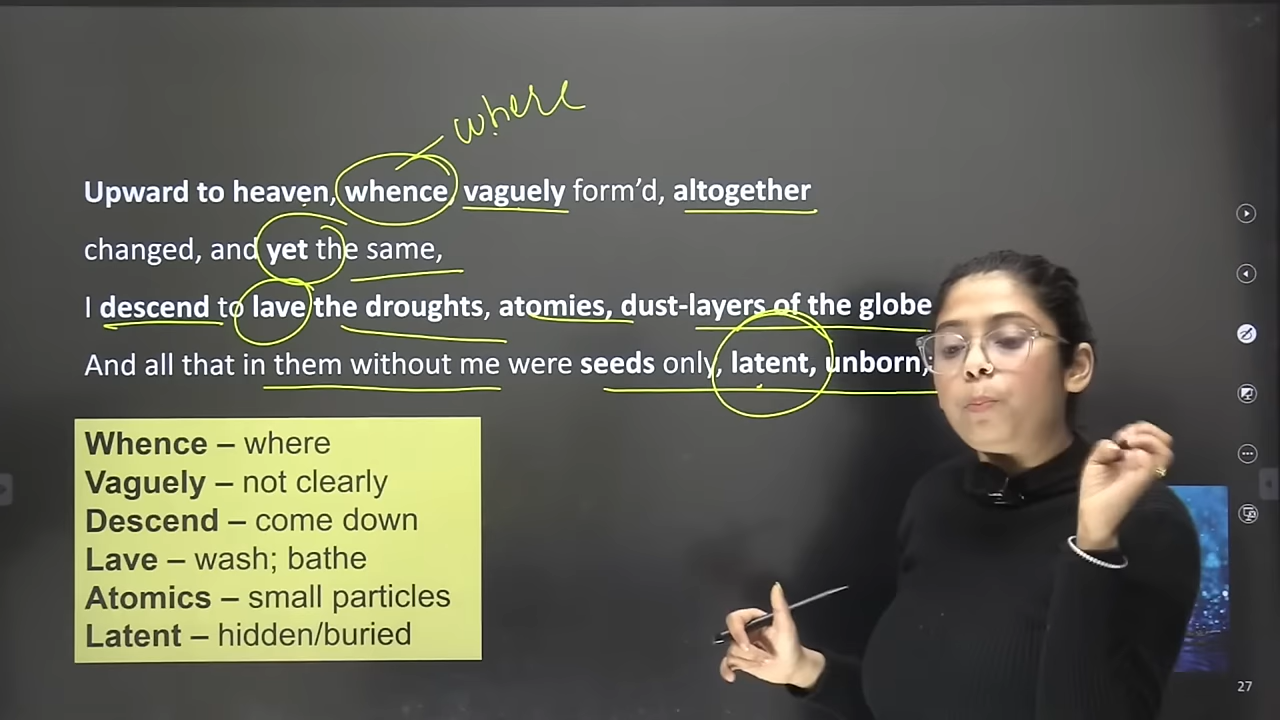 where
Upward to heaven, whence, vaguely form'd, altogether
changed, and yet the same,
I descend to lave the droughts, atomies, dust-layers of the globe
And all that in them without me were seeds only, latent, unborn;
Whence – where
Vaguely – not clearly
Descend – come down
Lave – wash; bathe
Atomics – small particles
Latent – hidden/buried
27